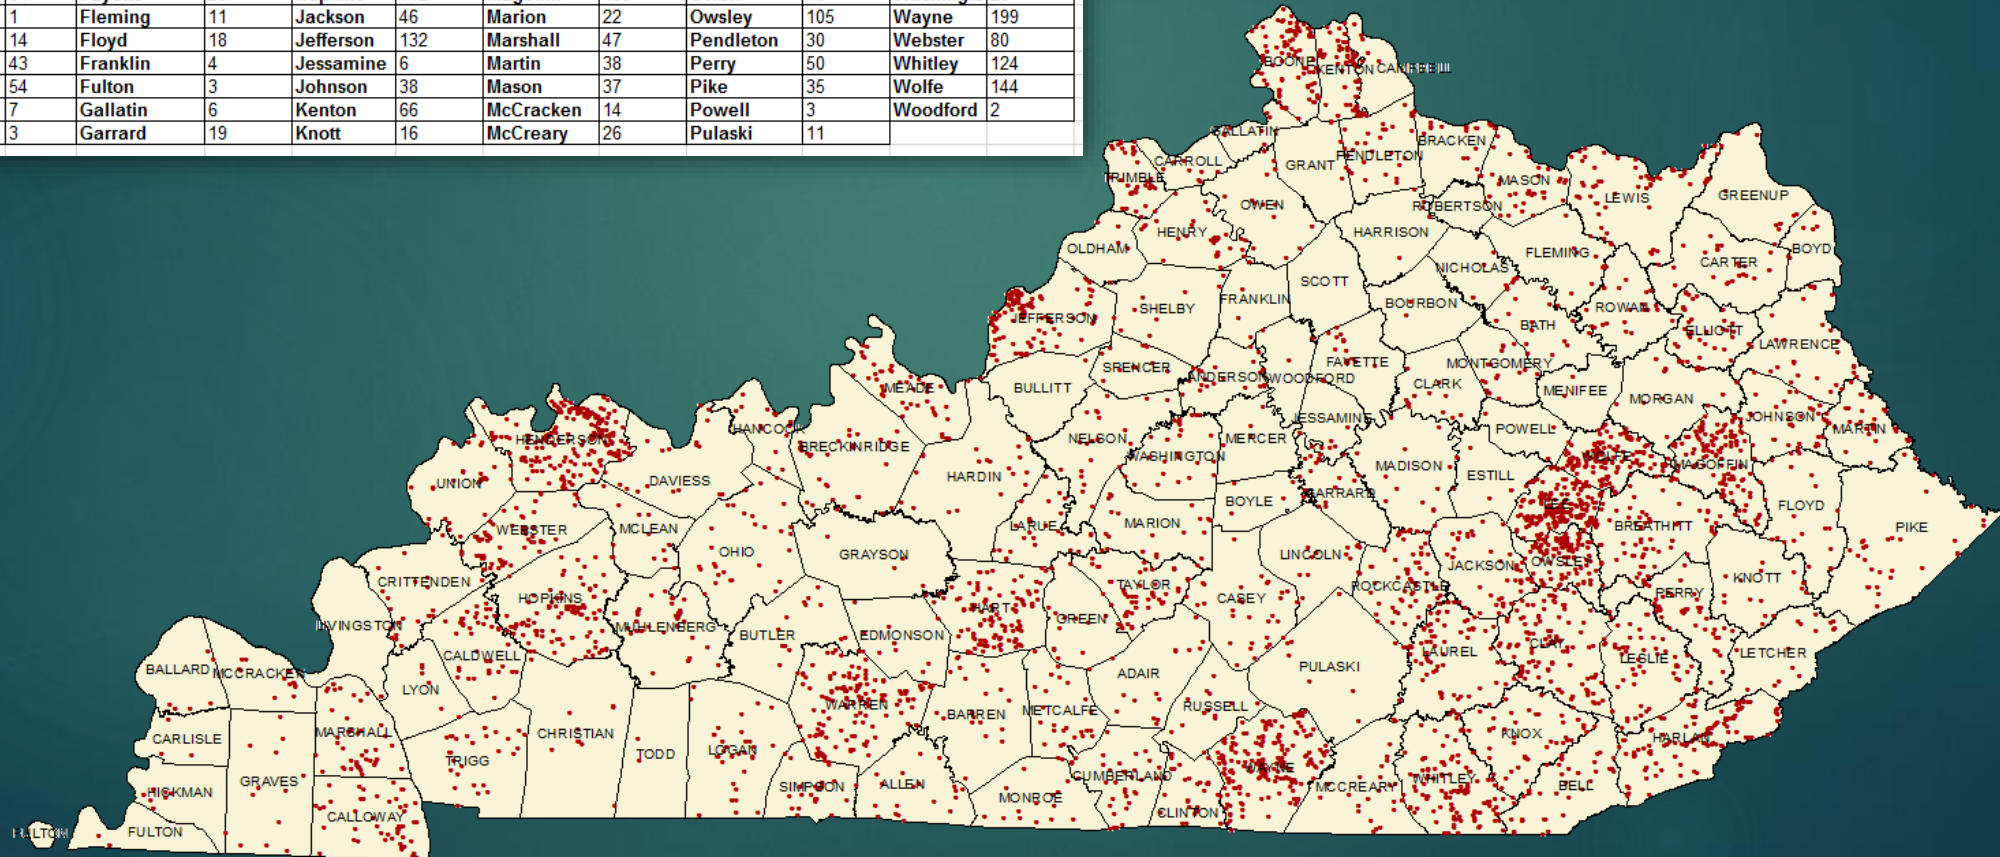 1 Fleming 11 Jackson 46 Marion 22 Owsley 105 Wayne 199
14 Floyd 18 Jefferson 132 Marshall 47 Pendleton 30 Webster 80
43 Franklin 4 Jessamine 6 Martin 38 Perry 50 Whitley 124
54 Fulton 3 Johnson 38 Mason 37 Pike 35 Wolfe 144
7 Gallatin 6 Kenton 66 McCracken 14 Powell 3 Woodford 2
3 Garrard 19 Knott 16 McCreary 26 Pulaski 11
BOONE
KENTON
CAMPBELL
GALLATIN
BRACKEN
CARROLL
GRANT
PENDLETON
TRIMBLE
MASON
LEWIS
GREENUP
OWEN
ROBERTSON
HENRY
HARRISON
OLDHAM
FLEMING
BOYD
CARTER
NICHOLAS
SCOTT
FRANKLIN
BOURBON
SHELBY
ROWAN
JEFFERSON
BATH
ELLIOTT
LAWRENCE
FAYETTE
MONTGOMERY
SPENCER
ANDERSON
WOODFORD
CLARK
MEADE
BULLITT
MENIFEE
MORGAN
JESSAMINE
JOHNSON
HANCOCK
POWELL
MARTIN
HENDERSON
BRECKINRIDGE
NELSON
MERCER
WASHINGTON
WOLFE
MAGOFFIN
MADISON
ESTILL
HARDIN
UNION
DAVIESS
GARRARD
BOYLE
LEE
FLOYD
WEBSTER
MCLEAN
LARUE
MARION
BREATHITT
PIKE
OHIO
GRAYSON
LINCOLN
OWSLEY
JACKSON
CRITTENDEN
TAYLOR
ROCKCASTLE
KNOTT
HOPKINS
CASEY
PERRY
HART
GREEN
LIVINGSTON
MUHLENBERG
BUTLER
EDMONSON
CLAY
CALDWELL
LAUREL
LESLIE
LETCHER
BALLARD
MCCRACKEN
PULASKI
ADAIR
LYON
WARREN
BARREN
METCALFE
RUSSELL
CARLISLE
MARSHALL
CHRISTIAN
KNOX
HARLAN
TODD
LOGAN
TRIGG
WAYNE
GRAVES
CUMBERLAND
WHITLEY
HICKMAN
SIMPSON
ALLEN
MCCREARY
BELL
MONROE
CALLOWAY
CLINTON
FULTON
FULTON